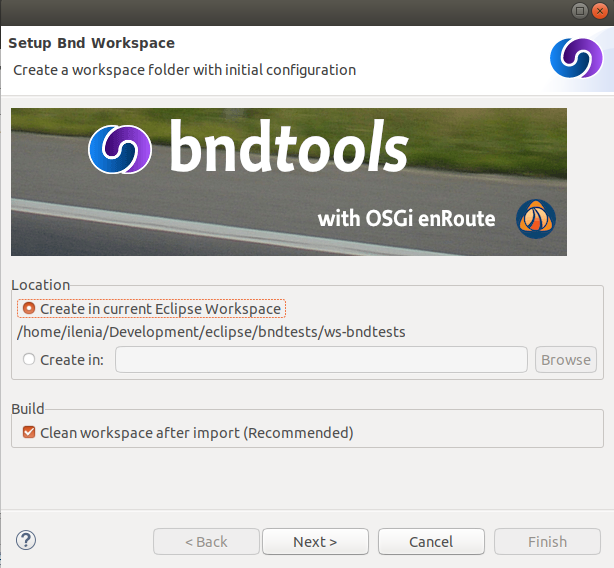 Setup Bnd Workspace
Create a workspace folder with initial configuration
bndtools
with OSGi enRoute
Location
Create in current Eclipse Workspace
/home/ilenia/Development/eclipse/bndtests/ws-bndtests
Create in:
Browse
Build
Clean workspace after import (Recommended)
?
< Back
Next >
Cancel
Finish